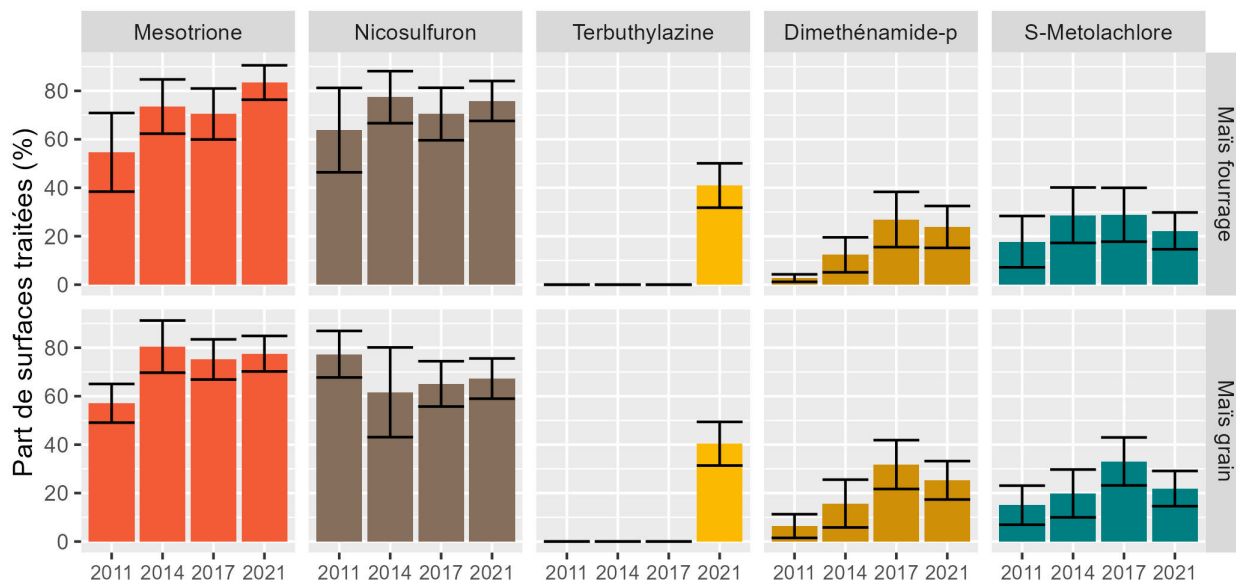 Mesotrione Nicosulfuron Terbuthylazine Dimethénamide-p S-Metolachlore
Part de surfaces traitées (%)
80
60
40
20
0
Maïs fourrage
80
60
40
20
0
Maïs grain
2011 2014 2017 2021 2011 2014 2017 2021 2011 2014 2017 2021 2011 2014 2017 2021 2011 2014 2017 2021